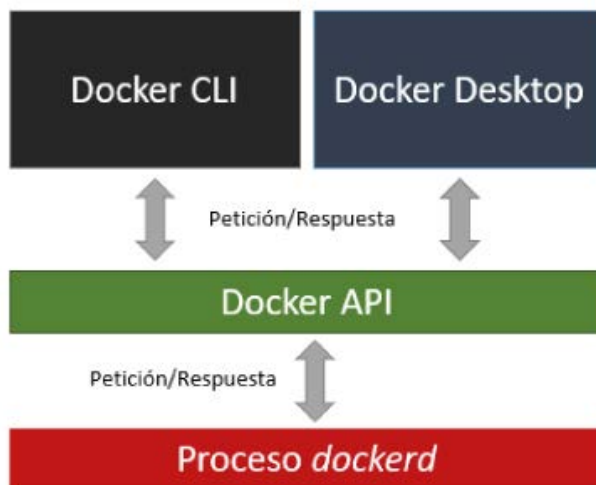 Docker CLI
Docker Desktop
Petición/Respuesta
Docker API
Petición/Respuesta
Proceso dockerd